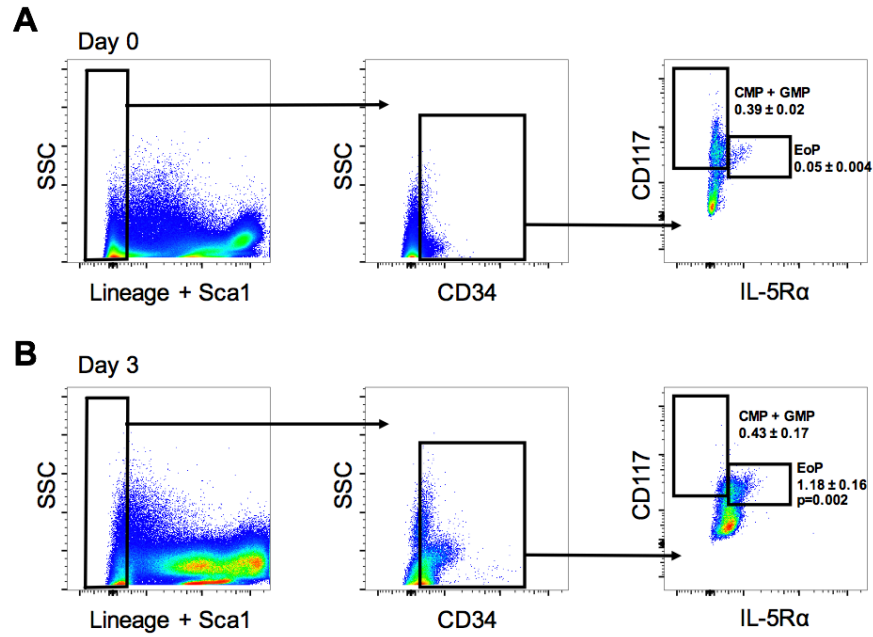 A
Day 0
SSC
Lineage + Sca1
SSC
CD34
CD117
CMP + GMP
0.39 ± 0.02
EoP
0.05 ± 0.004
IL-5Rα
B
Day 3
SSC
Lineage + Sca1
SSC
CD34
CD117
CMP + GMP
0.43 ± 0.17
EoP
1.18 ± 0.16
p=0.002
IL-5Rα